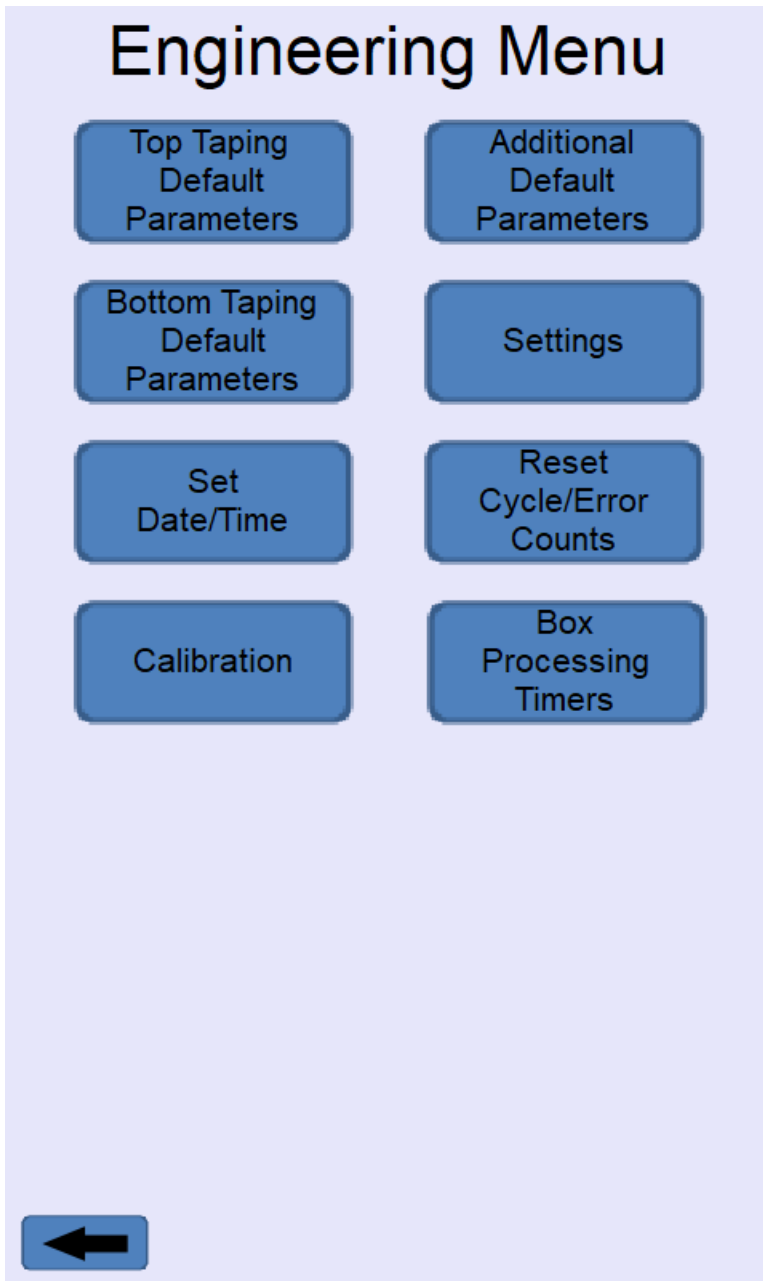 Engineering Menu
Top Taping
Default
Parameters
Additional
Default
Parameters
Bottom Taping
Default
Parameters
Settings
Set
Date/Time
Reset
Cycle/Error
Counts
Calibration
Box
Processing
Timers